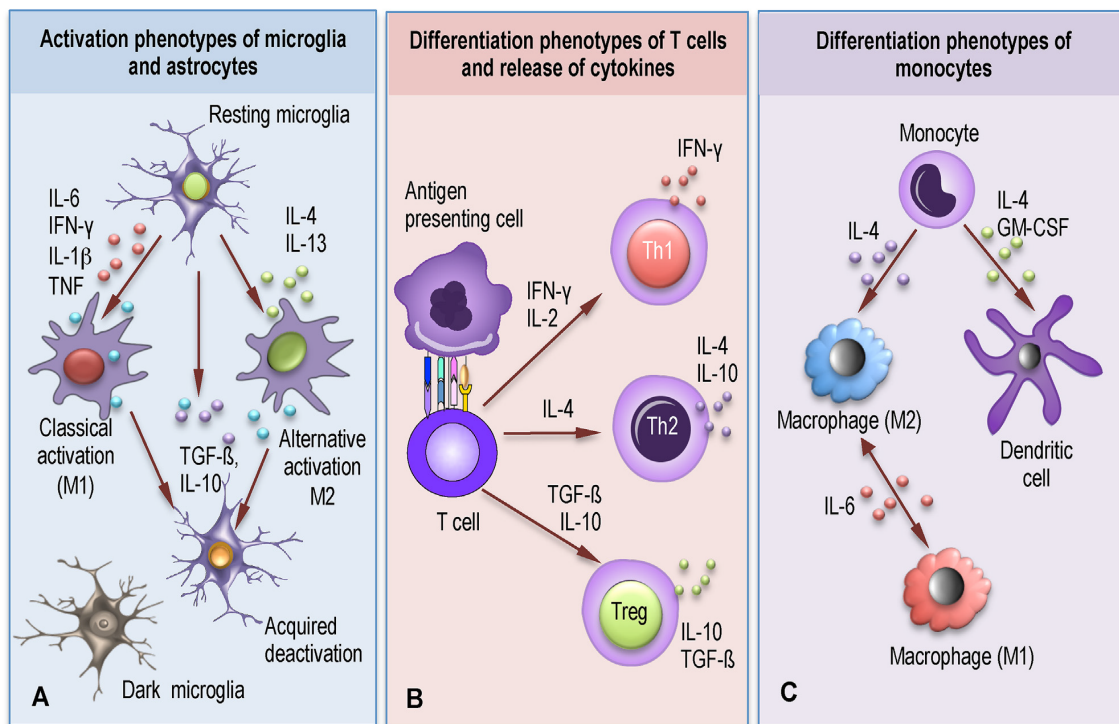 Activation phenotypes of microglia
and astrocytes
Resting microglia
IL-6
IFN-γ
IL-1β
TNF
IL-4
IL-13
Classical
activation
(M1)
TGF-ß,
IL-10
Alternative
activation
M2
Acquired
deactivation
Dark microglia
A
Differentiation phenotypes of T cells
and release of cytokines
Antigen
presenting cell
IFN-γ
Th1
IFN-γ
IL-2
IL-4
IL-10
IL-4
Th2
T cell
TGF-ß
IL-10
Treg
IL-10
TGF-ß
B
Differentiation phenotypes of
monocytes
Monocyte
IL-4
IL-4
GM-CSF
Macrophage (M2)
Dendritic
cell
IL-6
Macrophage (M1)
C